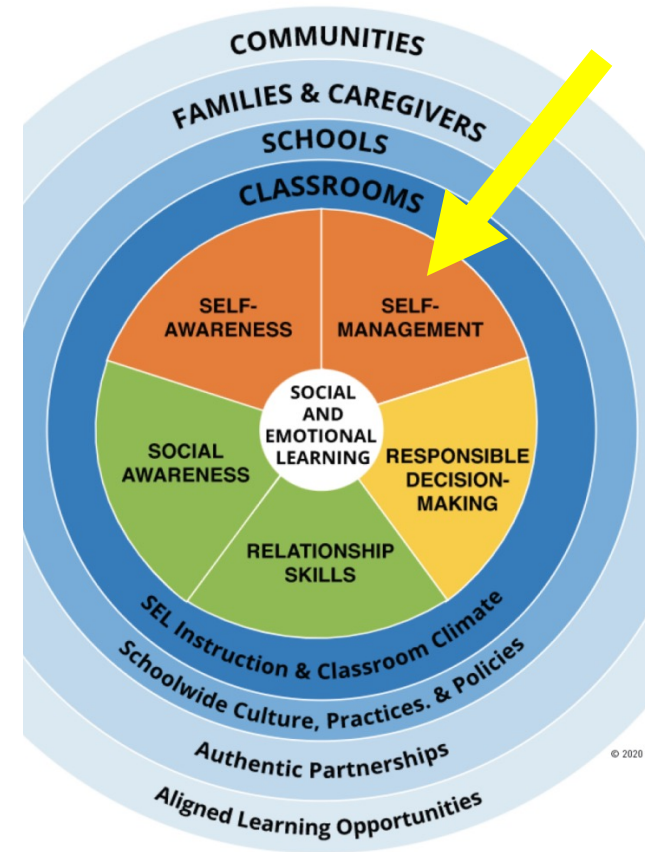 COMMUNITIES
FAMILIES & CAREGIVERS
SCHOOLS
CLASSROOMS
SELF-
AWARENESS
SELF-
MANAGEMENT
SOCIAL
AND
EMOTIONAL
LEARNING
SOCIAL
AWARENESS
RESPONSIBLE
DECISION-
MAKING
RELATIONSHIP
SKILLS
SEL Instruction & Classroom Climate
Schoolwide Culture, Practices. & Policies
Authentic Partnerships
Aligned Learning Opportunities
© 2020